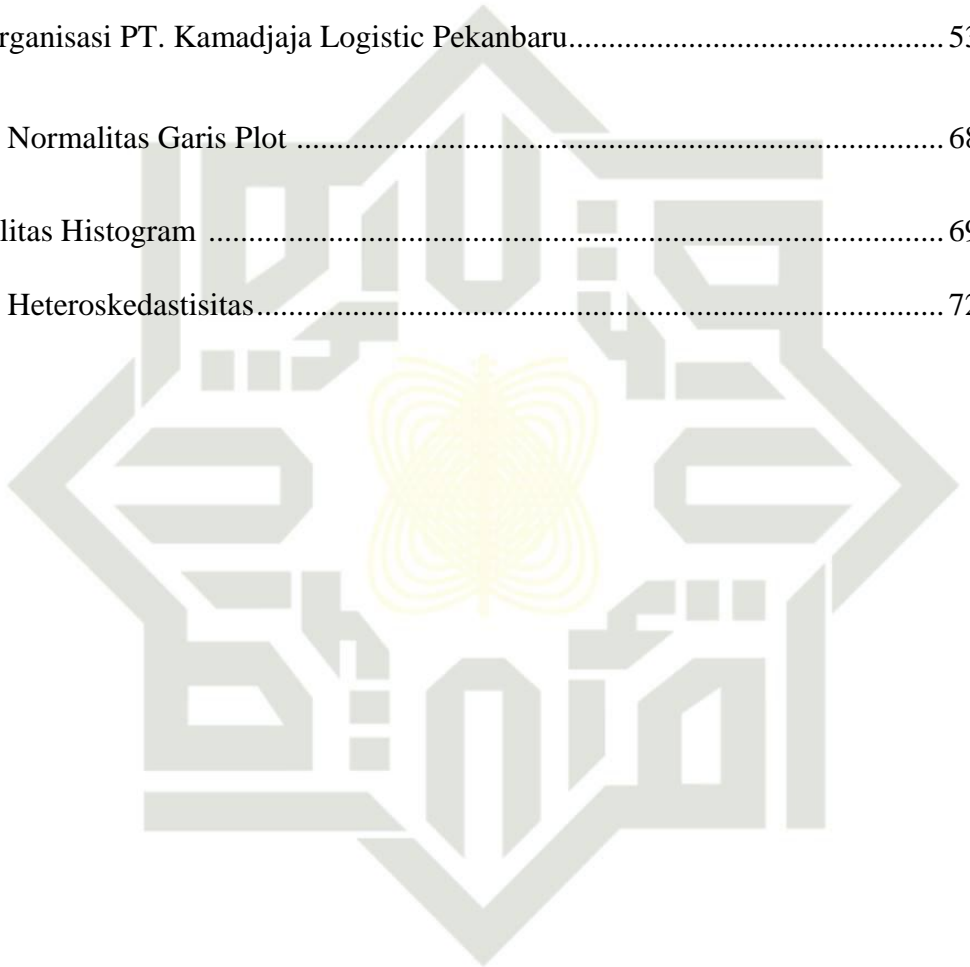 rganisasi PT. Kamadjaja Logistic Pekanbaru.............................................. 53
Normalitas Garis Plot ............................................................................... 68
litas Histogram .......................................................................................... 69
Heteroskedastisitas.................................................................................... 72